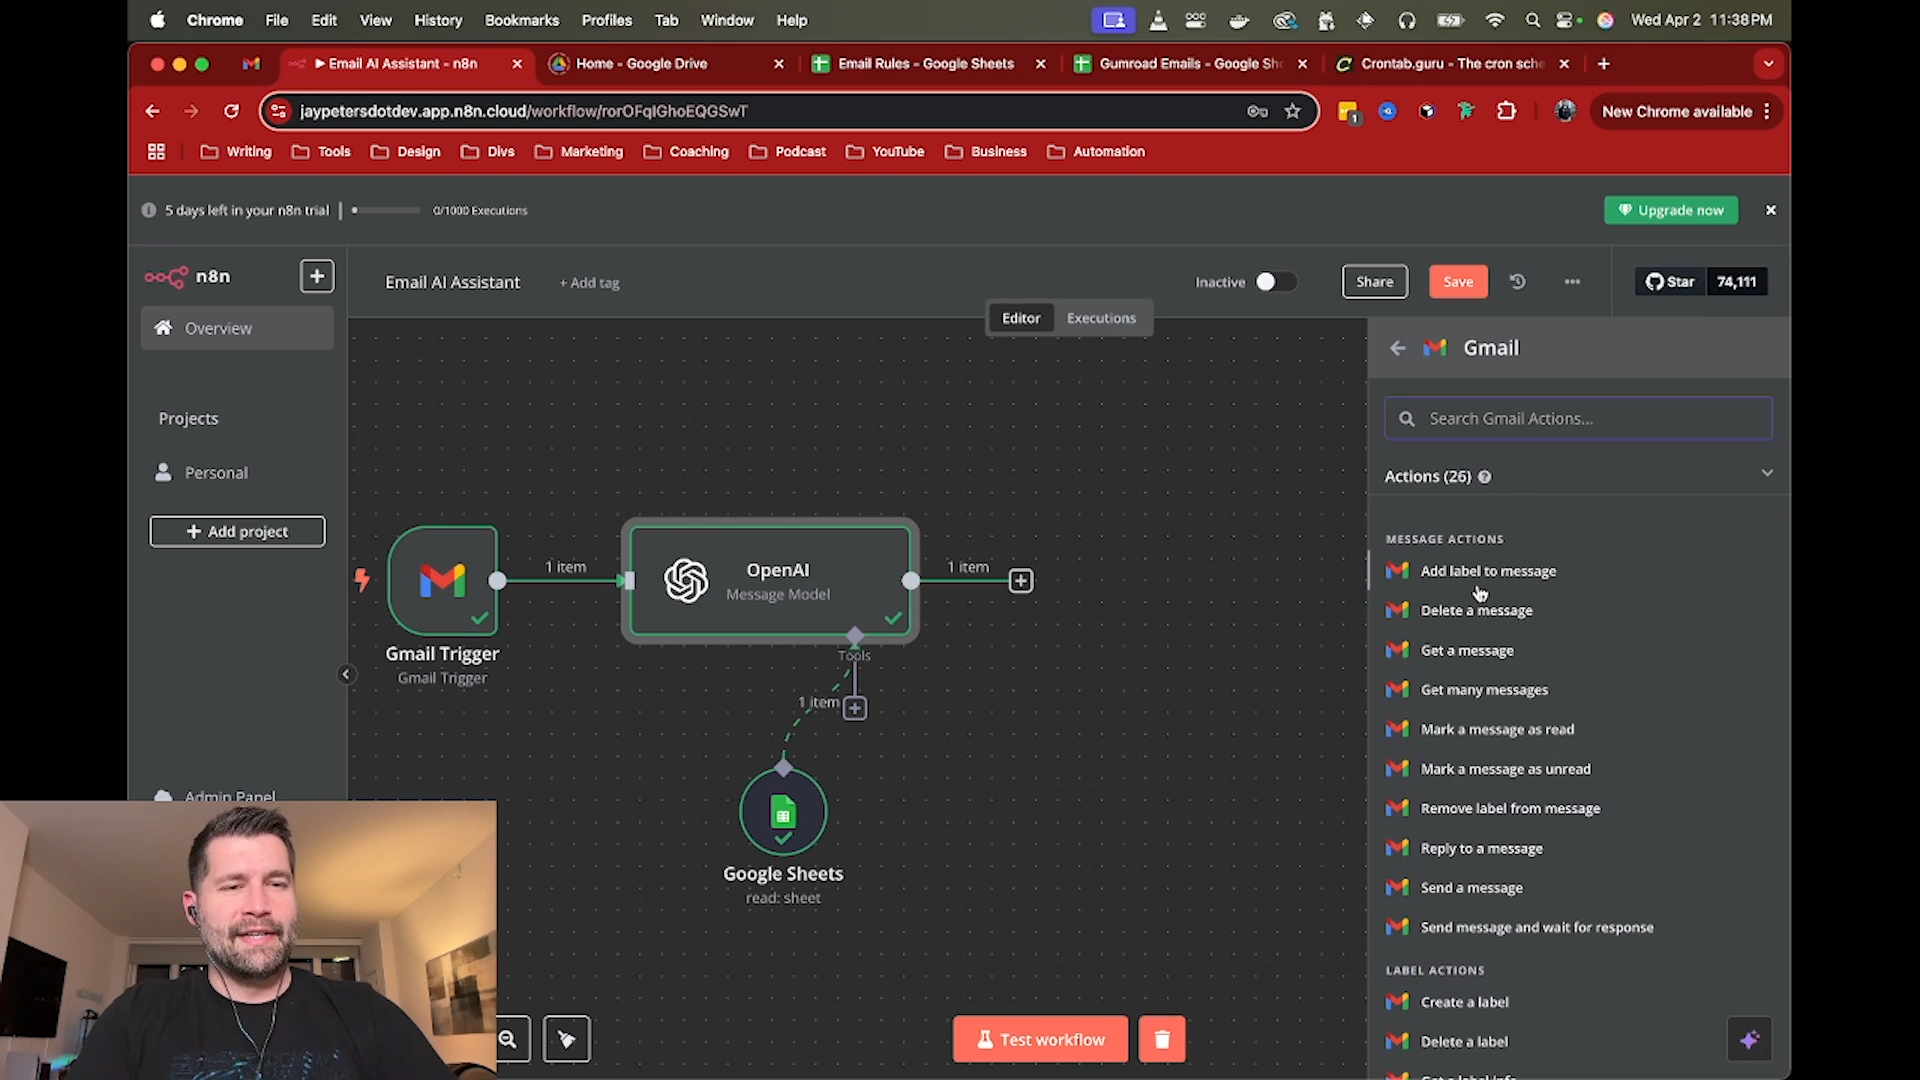 Chrome File Edit View History Bookmarks Profiles Tab Window Help
Wed Apr 2 11:38 PM
Email AI Assistant - n8n
Home - Google Drive
Email Rules - Google Sheets
Gumroad Emails - Google Sh
Crontab.guru - The cron sche
jaypetersdotdev.app.n8n.cloud/workflow/rorOFqIGhoEQGSwT
1
New Chrome available
Writing Tools Design Divs Marketing Coaching Podcast YouTube Business Automation
5 days left in your n8n trial
0/1000 Executions
Upgrade now
n8n
Email AI Assistant
+ Add tag
Inactive
Share
Save
Star
74,111
Overview
Editor
Executions
Projects
Personal
+ Add project
Admin Panel
1 item
OpenAI
Message Model
1 item
Gmail Trigger
Gmail Trigger
Tools
1 item
Google Sheets
read: sheet
Test workflow
Gmail
Search Gmail Actions...
Actions (26)
MESSAGE ACTIONS
Add label to message
Delete a message
Get a message
Get many messages
Mark a message as read
Mark a message as unread
Remove label from message
Reply to a message
Send a message
Send message and wait for response
LABEL ACTIONS
Create a label
Delete a label